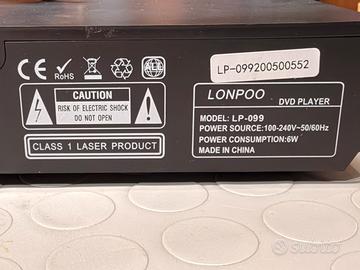 CE
RoHS
ALL
LP-099200500552
CAUTION
RISK OF ELECTRIC SHOCK
DO NOT OPEN
CLASS 1 LASER PRODUCT
LONPOO
DVD PLAYER
MODEL: LP-099
POWER SOURCE:100-240V~50/60Hz
POWER CONSUMPTION:6W
MADE IN CHINA
subito